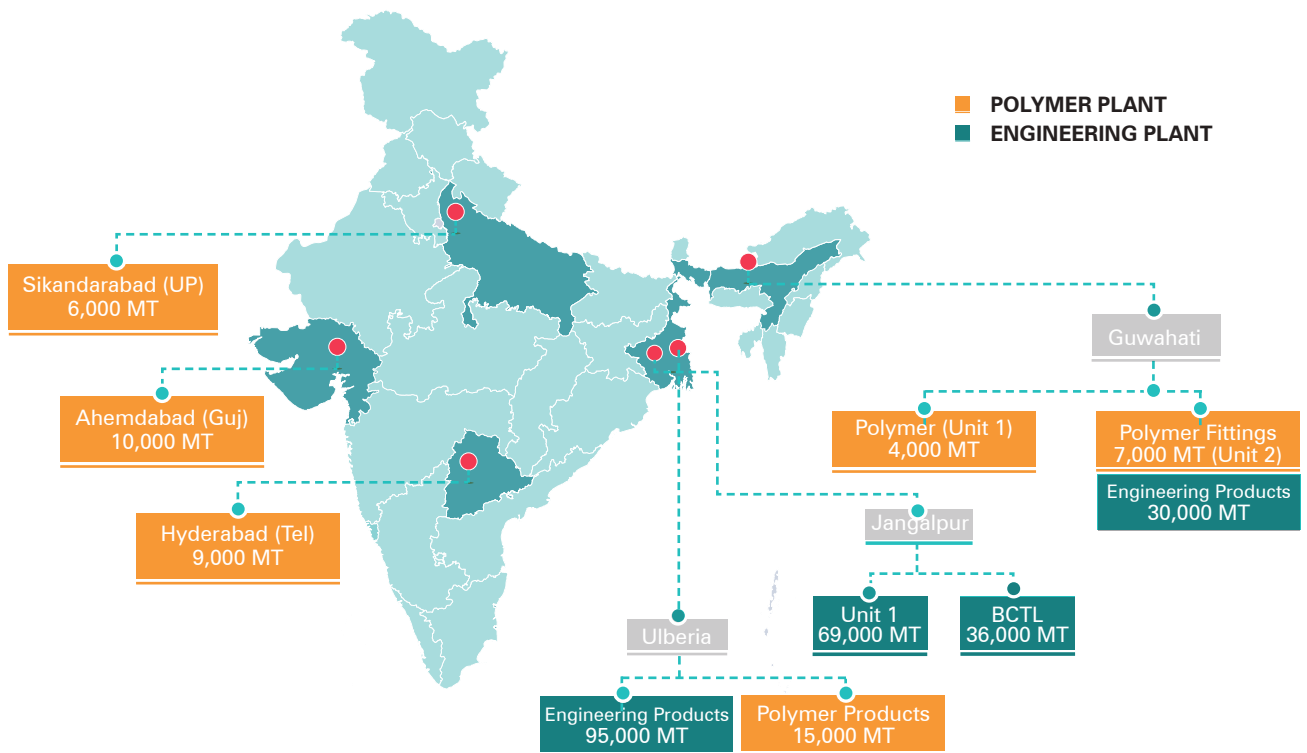 POLYMER PLANT
ENGINEERING PLANT
Sikandarabad (UP)
6,000 MT
Ahemdabad (Guj)
10,000 MT
Hyderabad (Tel)
9,000 MT
Guwahati
Polymer (Unit 1)
4,000 MT
Polymer Fittings
7,000 MT (Unit 2)
Engineering Products
30,000 MT
Jangalpur
Unit 1
69,000 MT
BCTL
36,000 MT
Ulberia
Engineering Products
95,000 MT
Polymer Products
15,000 MT